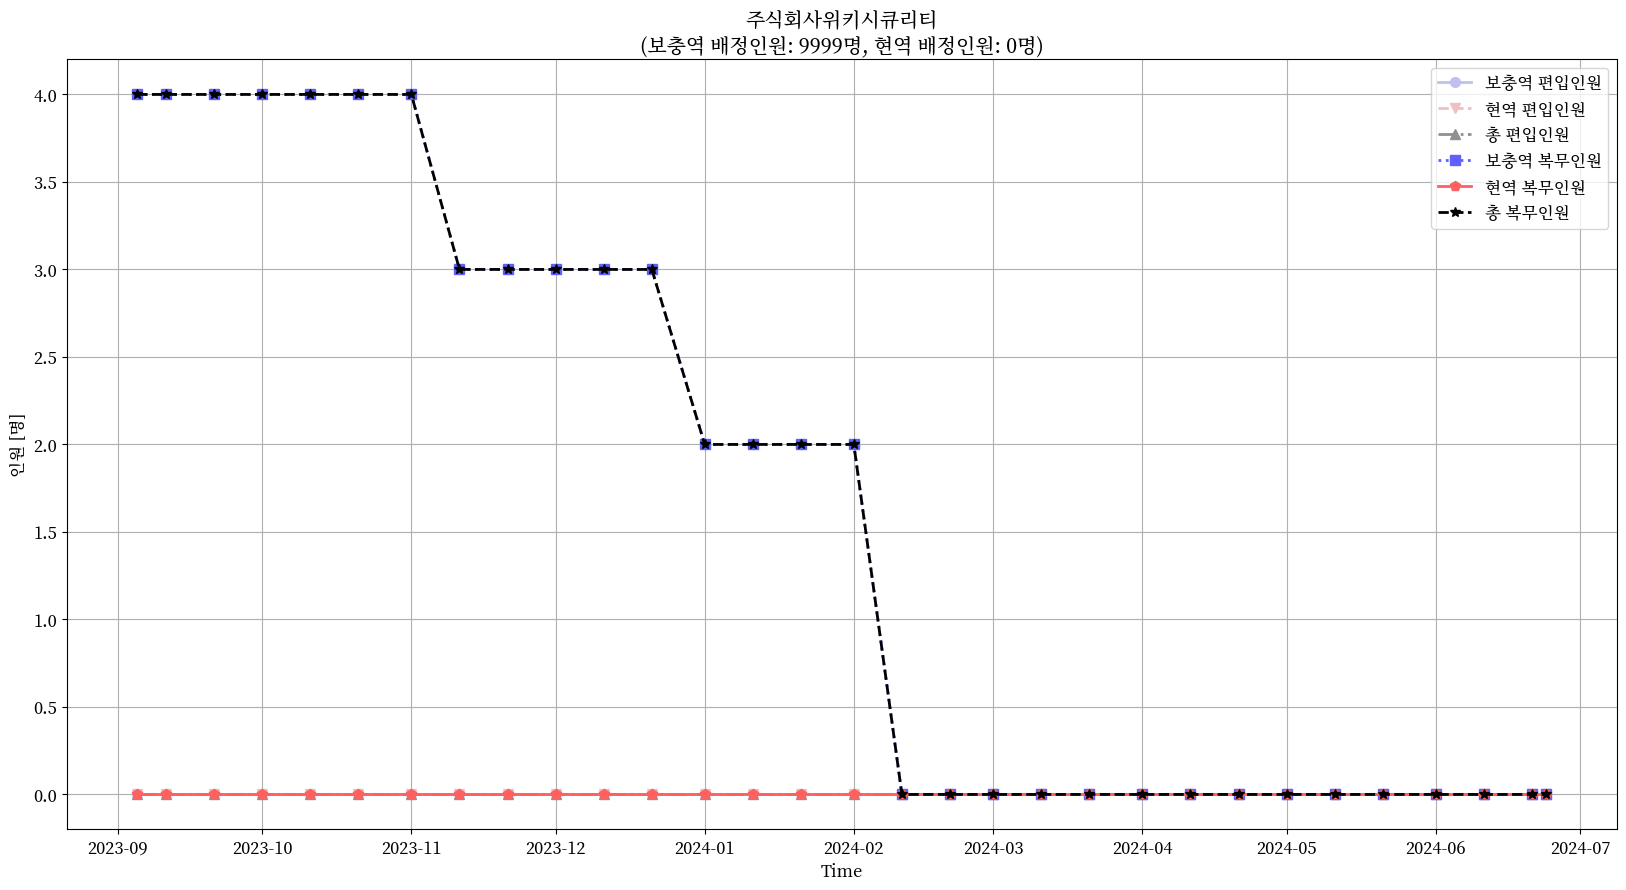 주식회사위키시큐리티
(보충역 배정인원: 9999명, 현역 배정인원: 0명)
보충역 편입인원
현역 편입인원
총 편입인원
보충역 복무인원
현역 복무인원
총 복무인원
인원 [명]
4.0
3.5
3.0
2.5
2.0
1.5
1.0
0.5
0.0
2023-09
2023-10
2023-11
2023-12
2024-01
2024-02
2024-03
2024-04
2024-05
2024-06
2024-07
Time